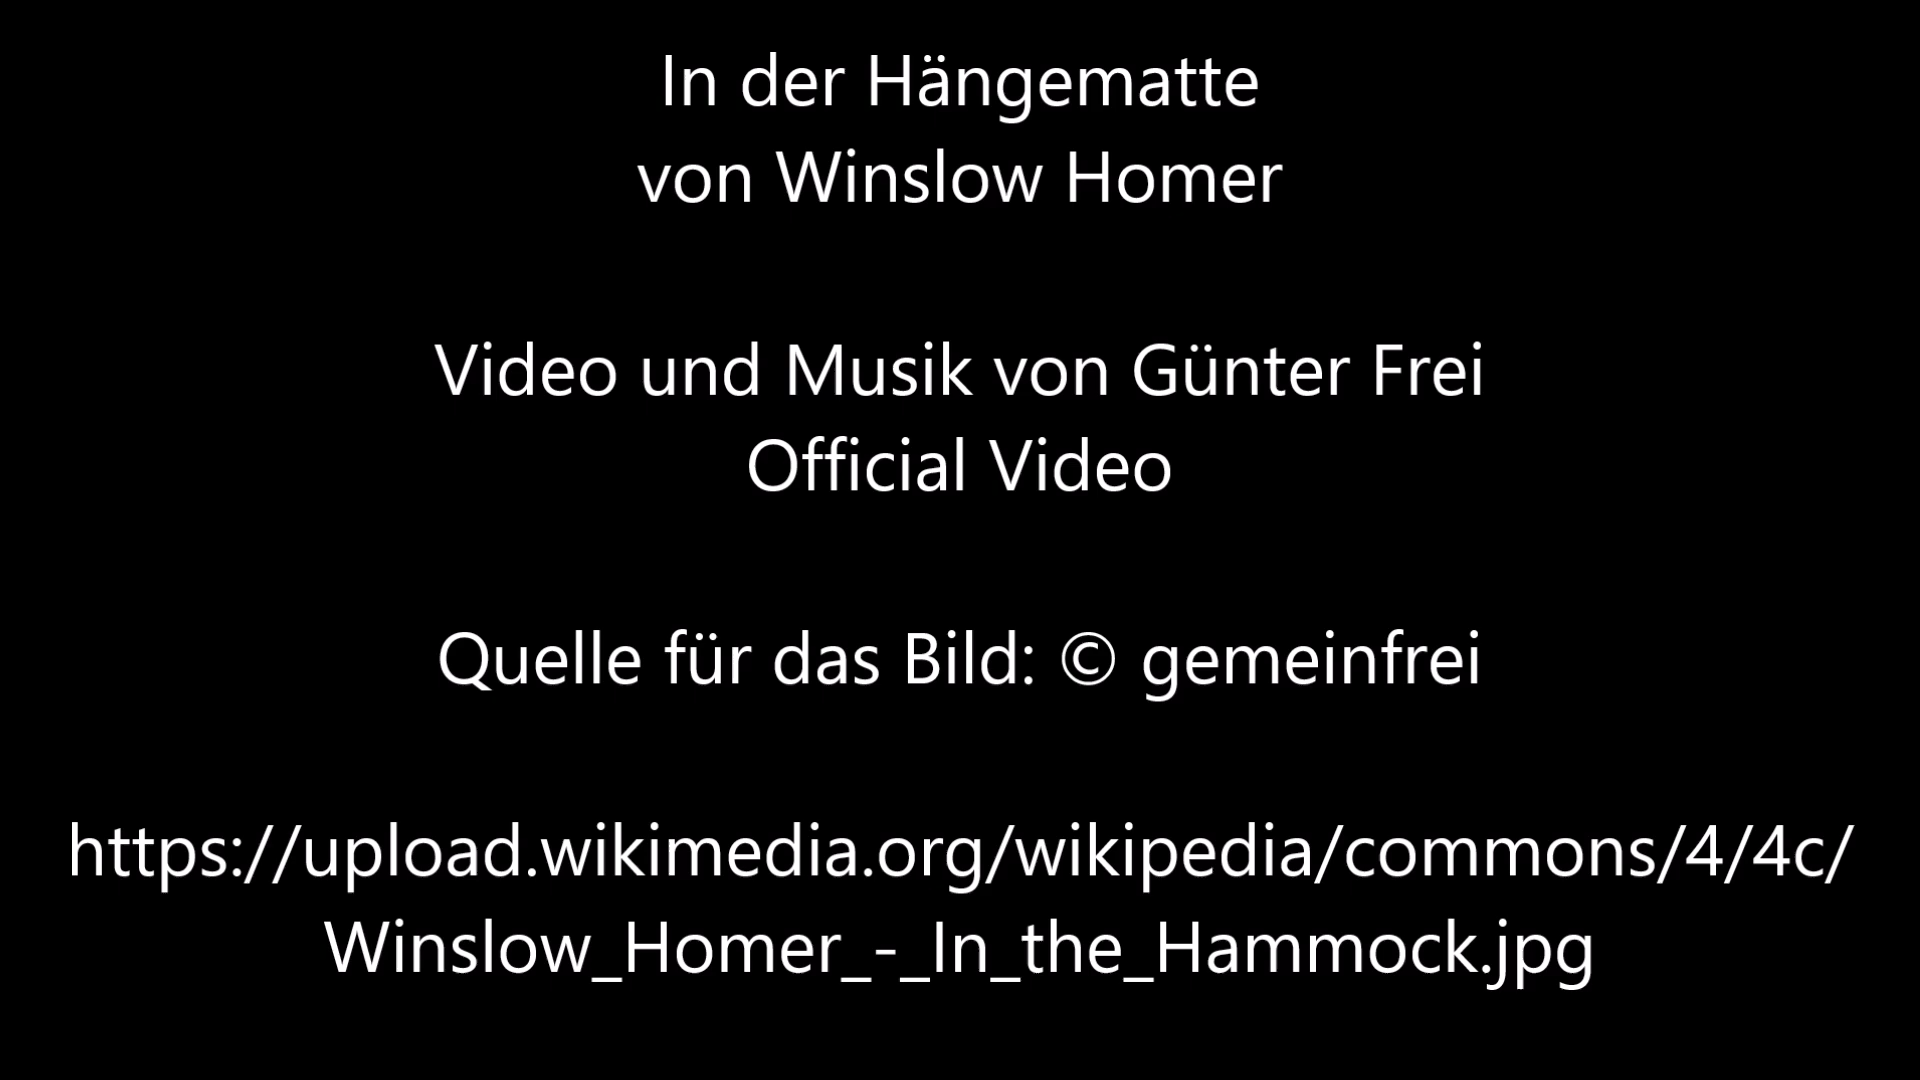 In der Hängematte
von Winslow Homer
Video und Musik von Günter Frei
Official Video
Quelle für das Bild: © gemeinfrei
https://upload.wikimedia.org/wikipedia/commons/4/4c/
Winslow_Homer_-_In_the_Hammock.jpg